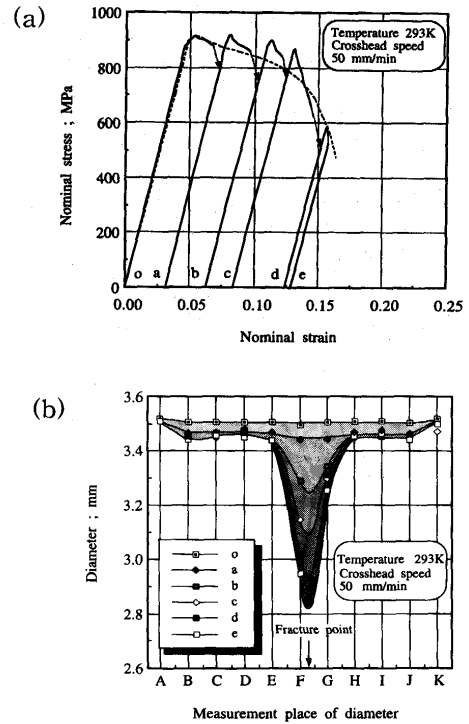 (a)
Temperature 293K
Crosshead speed
50 mm/min
Nominal stress ; MPa
1000
800
600
400
200
0
o a b c d e
0.00 0.05 0.10 0.15 0.20 0.25
Nominal strain
(b)
Diameter ; mm
3.6
3.4
3.2
3.0
2.8
2.6
o
a
b
c
d
e
Temperature 293K
Crosshead speed
50 mm/min
Fracture point
A B C D E F G H I J K
Measurement place of diameter